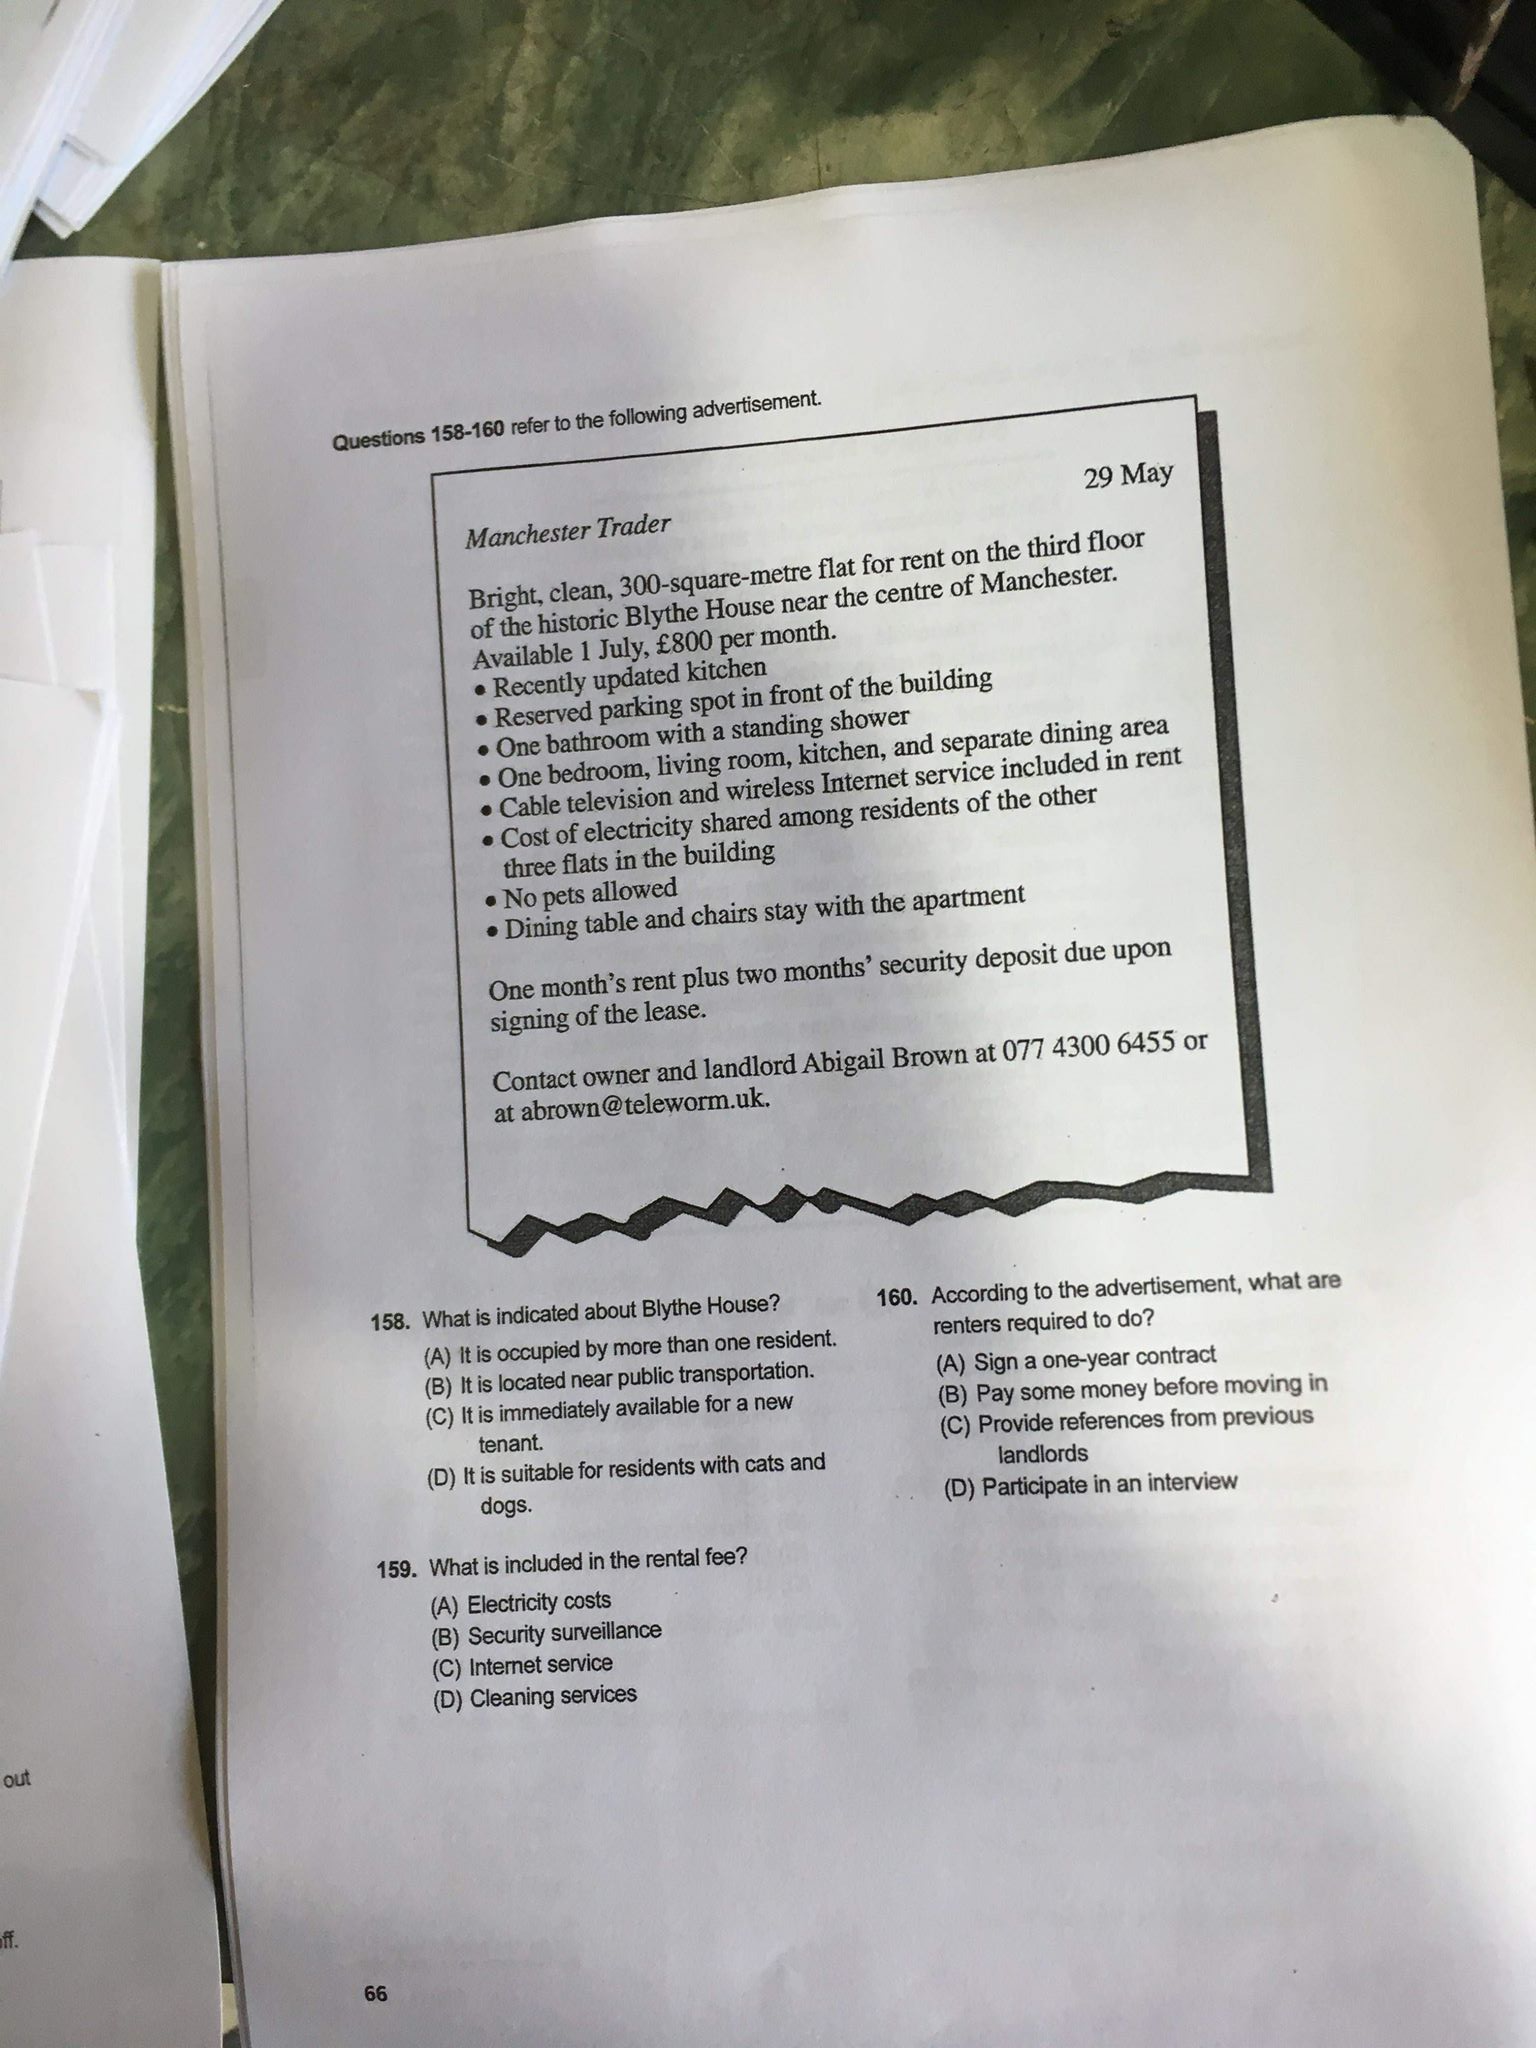 Questions 158-160 refer to the following advertisement.
29 May
Manchester Trader
Bright, clean, 300-square-metre flat for rent on the third floor
of the historic Blythe House near the centre of Manchester.
Available 1 July, £800 per month.
• Recently updated kitchen
• Reserved parking spot in front of the building
• One bathroom with a standing shower
• One bedroom, living room, kitchen, and separate dining area
• Cable television and wireless Internet service included in rent
• Cost of electricity shared among residents of the other
three flats in the building
• No pets allowed
• Dining table and chairs stay with the apartment
One month's rent plus two months' security deposit due upon
signing of the lease.
Contact owner and landlord Abigail Brown at 077 4300 6455 or
at abrown@teleworm.uk.
158. What is indicated about Blythe House?
(A) It is occupied by more than one resident.
(B) It is located near public transportation.
(C) It is immediately available for a new
tenant.
(D) It is suitable for residents with cats and
dogs.
159. What is included in the rental fee?
(A) Electricity costs
(B) Security surveillance
(C) Internet service
(D) Cleaning services
160. According to the advertisement, what are
renters required to do?
(A) Sign a one-year contract
(B) Pay some money before moving in
(C) Provide references from previous
landlords
(D) Participate in an interview
out
66